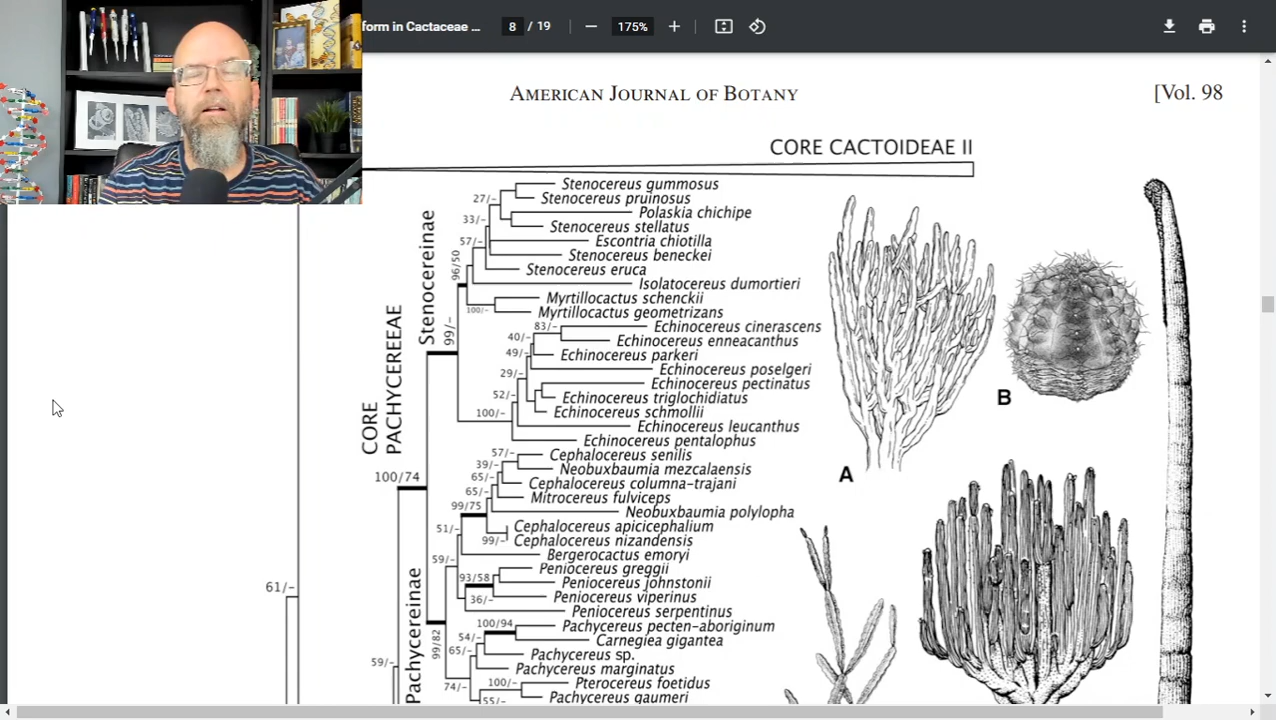 form in Cactaceae ...
8 / 19
175%
AMERICAN JOURNAL OF BOTANY
[Vol. 98
CORE CACTOIDEAE II
Stenocereus gummosus
27/-
Stenocereus pruinosus
Polaskia chichipe
33/-
Stenocereus stellatus
57/-
Escontria chiotilla
Stenocereus beneckei
96/50
Stenocereus eruca
Isolatocereus dumortieri
Myrtillocactus schenckii
100/-
Myrtillocactus geometrizans
Stenocereinae
99/-
83/-
Echinocereus cinerascens
40/-
Echinocereus enneacanthus
49/-
Echinocereus parkeri
29/-
Echinocereus poselgeri
Echinocereus pectinatus
52/-
Echinocereus triglochidiatus
100/-
Echinocereus schmollii
Echinocereus leucanthus
Echinocereus pentalophus
CORE
PACHYCEREEAE
100/74
57/-
Cephalocereus senilis
39/-
Neobuxbaumia mezcalaensis
65/-
Cephalocereus columna-trajani
65/-
Mitrocereus fulviceps
99/75
Neobuxbaumia polylopha
51/-
Cephalocereus apicicephalium
99/-
Cephalocereus nizandensis
59/-
Bergerocactus emoryi
93/58
Peniocereus greggii
Peniocereus johnstonii
36/-
Peniocereus viperinus
Peniocereus serpentinus
61/-
Pachycereinae
99/82
100/94
Pachycereus pecten-aboriginum
54/-
Carnegiea gigantea
65/-
Pachycereus sp.
59/-
Pachycereus marginatus
74/-
100/-
Pterocereus foetidus
55/-
Pachycereus gaumeri
A
B